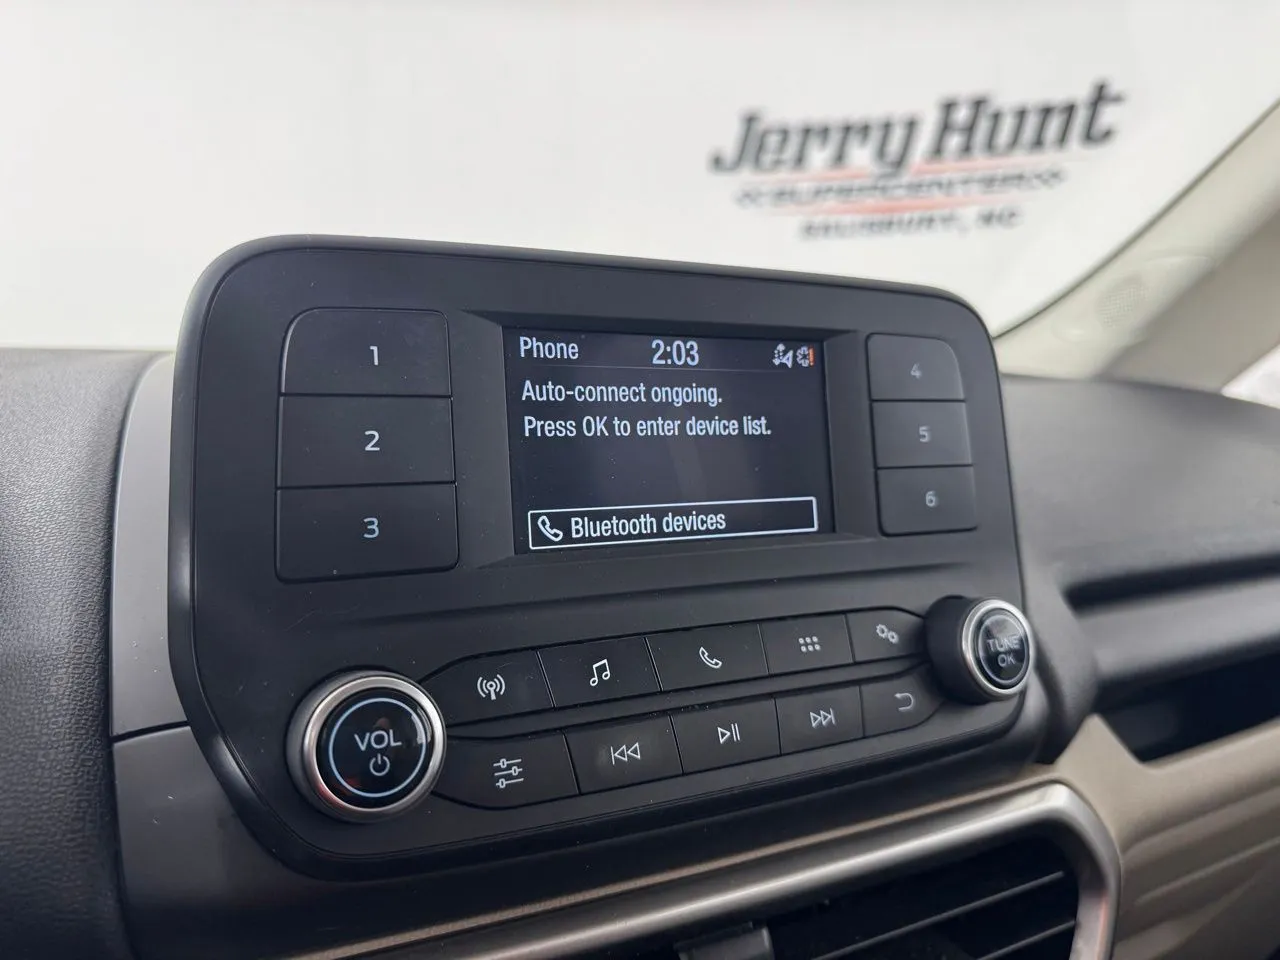 Jerry Hunt
SUPERCENTER
SALISBURY, NC
Phone 2:03
Auto-connect ongoing.
Press OK to enter device list.
Bluetooth devices
1
2
3
4
5
6
VOL
TUNE
OK